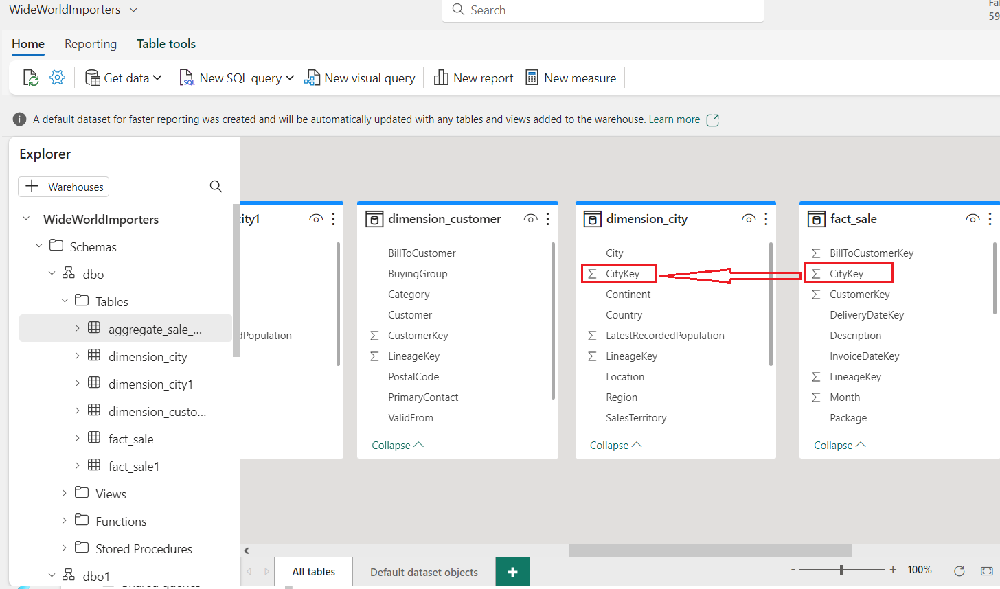 WideWorldImporters
Search
59
Home Reporting Table tools
Get data New SQL query New visual query New report New measure
A default dataset for faster reporting was created and will be automatically updated with any tables and views added to the warehouse. Learn more
Explorer
+ Warehouses
WideWorldImporters
Schemas
dbo
Tables
aggregate_sale_...
dimension_city
dimension_city1
dimension_custo...
fact_sale
fact_sale1
Views
Functions
Stored Procedures
dbo1
ity1
dPopulation
dimension_customer
BillToCustomer
BuyingGroup
Category
Customer
Σ CustomerKey
Σ LineageKey
PostalCode
PrimaryContact
ValidFrom
Collapse
dimension_city
City
Σ CityKey
Continent
Country
Σ LatestRecordedPopulation
Σ LineageKey
Location
Region
SalesTerritory
Collapse
fact_sale
Σ BillToCustomerKey
Σ CityKey
Σ CustomerKey
DeliveryDateKey
Description
InvoiceDateKey
Σ LineageKey
Σ Month
Package
Collapse
All tables Default dataset objects +
- + 100%